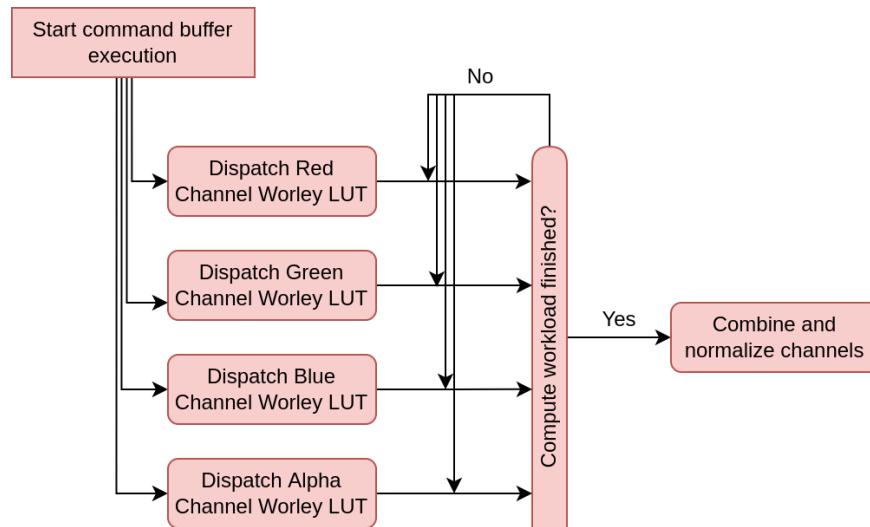 Start command buffer
execution
No
Dispatch Red
Channel Worley LUT
Dispatch Green
Channel Worley LUT
Dispatch Blue
Channel Worley LUT
Dispatch Alpha
Channel Worley LUT
Compute workload finished?
Yes
Combine and
normalize channels